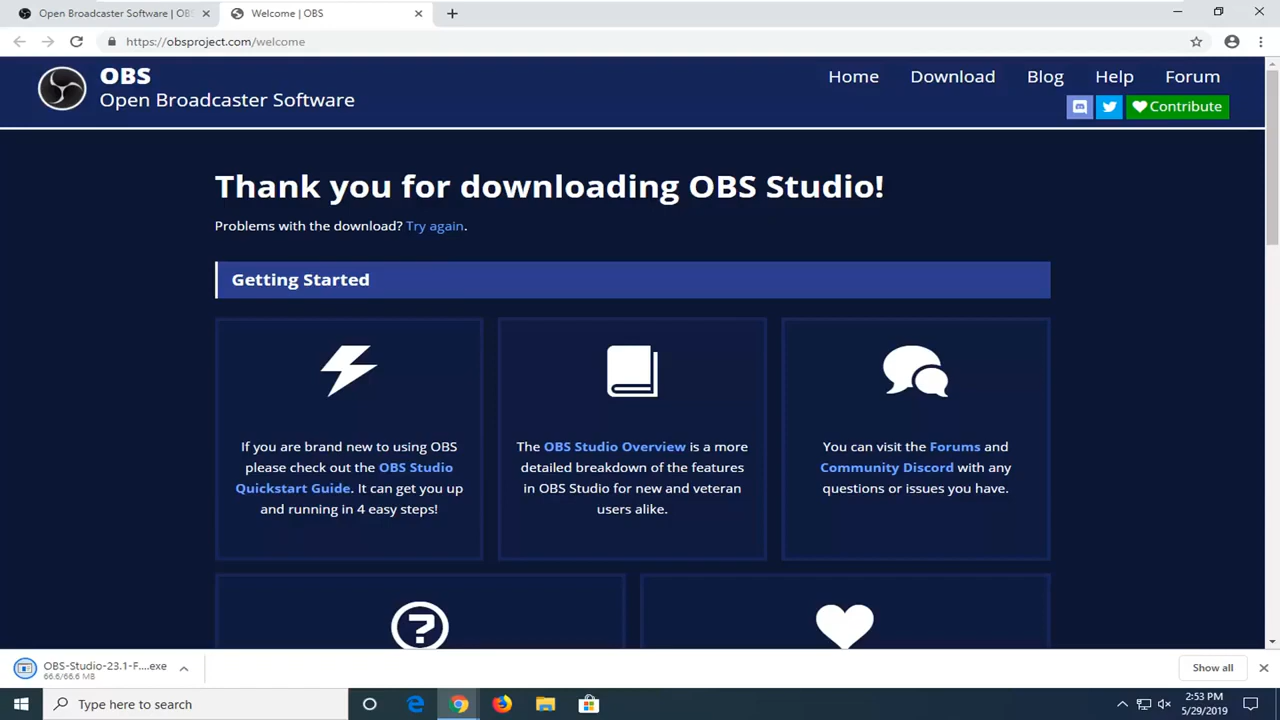 Open Broadcaster Software | OBS
Welcome | OBS
https://obsproject.com/welcome
OBS
Open Broadcaster Software
Home
Download
Blog
Help
Forum
Contribute
Thank you for downloading OBS Studio!
Problems with the download? Try again.
Getting Started
If you are brand new to using OBS
please check out the OBS Studio
Quickstart Guide. It can get you up
and running in 4 easy steps!
The OBS Studio Overview is a more
detailed breakdown of the features
in OBS Studio for new and veteran
users alike.
You can visit the Forums and
Community Discord with any
questions or issues you have.
?
OBS-Studio-23.1-F....exe
66.6/66.6 MB
Show all
Type here to search
2:53 PM
5/29/2019